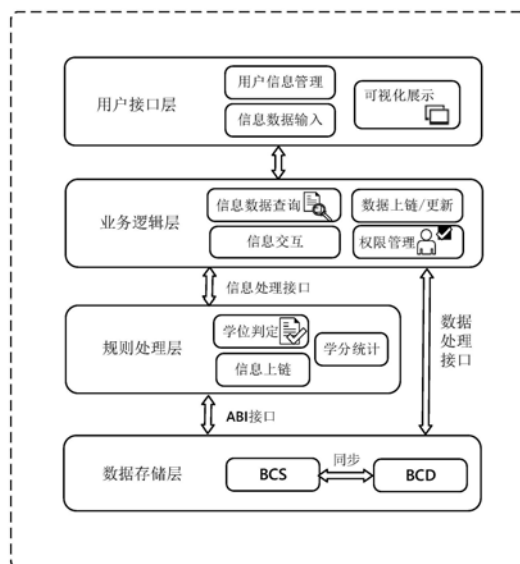 用户接口层
用户信息管理
信息数据输入
可视化展示
业务逻辑层
信息数据查询
数据上链/更新
信息交互
权限管理
信息处理接口
数据
处理
接口
规则处理层
学位判定
学分统计
信息上链
ABI接口
数据存储层
BCS
同步
BCD